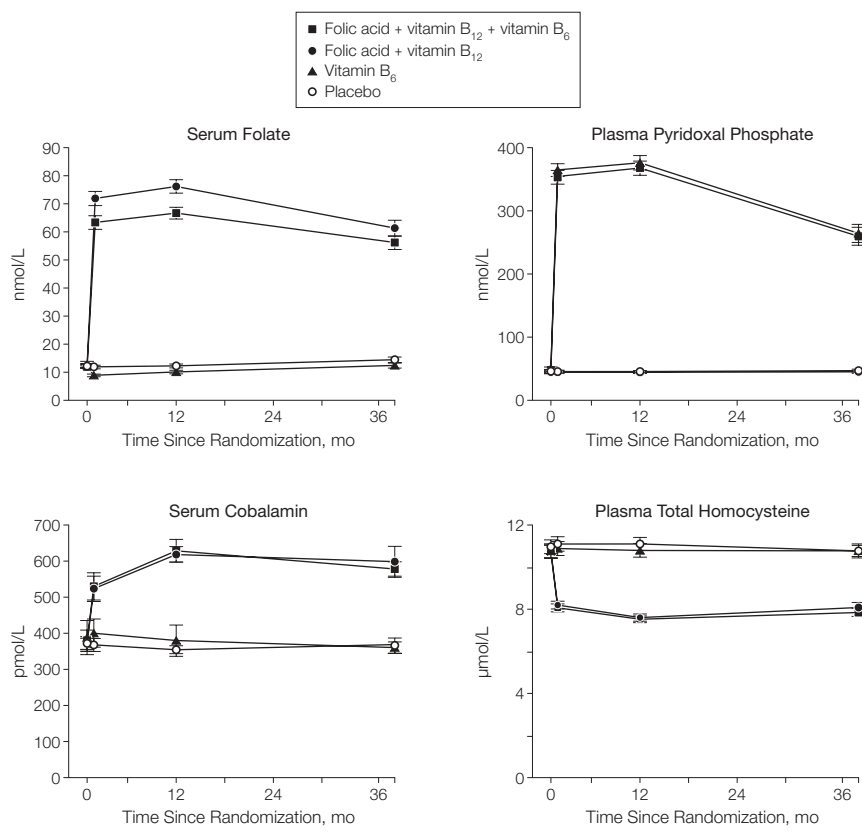 Folic acid + vitamin B12 + vitamin B6
Folic acid + vitamin B12
Vitamin B6
Placebo
Serum Folate
90
80
70
60
50
40
30
20
10
0
nmol/L
0 12 24 36
Time Since Randomization, mo
Plasma Pyridoxal Phosphate
400
300
200
100
0
nmol/L
0 12 24 36
Time Since Randomization, mo
Serum Cobalamin
700
600
500
400
300
200
100
0
pmol/L
0 12 24 36
Time Since Randomization, mo
Plasma Total Homocysteine
12
8
4
0
µmol/L
0 12 24 36
Time Since Randomization, mo